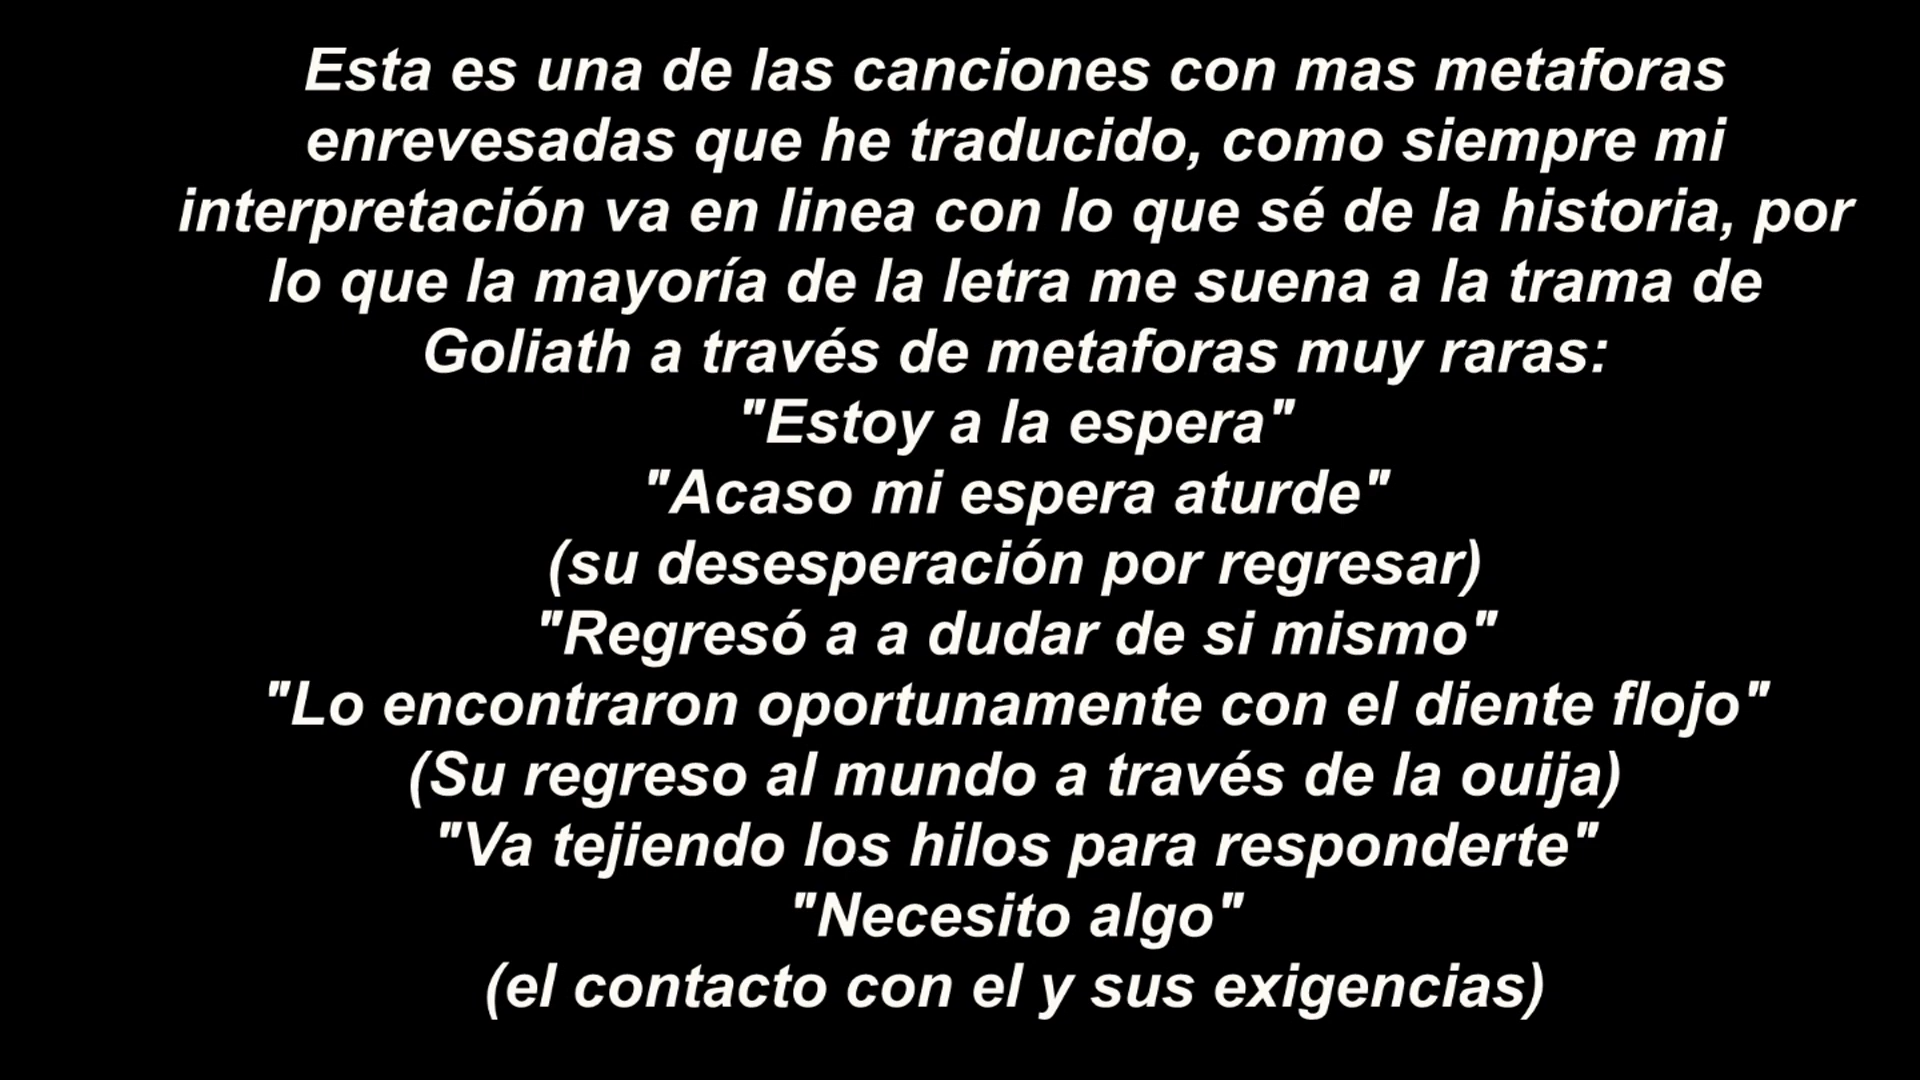 Esta es una de las canciones con mas metaforas
enrevesadas que he traducido, como siempre mi
interpretación va en linea con lo que sé de la historia, por
lo que la mayoría de la letra me suena a la trama de
Goliath a través de metaforas muy raras:
"Estoy a la espera"
"Acaso mi espera aturde"
(su desesperación por regresar)
"Regresó a a dudar de si mismo"
"Lo encontraron oportunamente con el diente flojo"
(Su regreso al mundo a través de la ouija)
"Va tejiendo los hilos para responderte"
"Necesito algo"
(el contacto con el y sus exigencias)